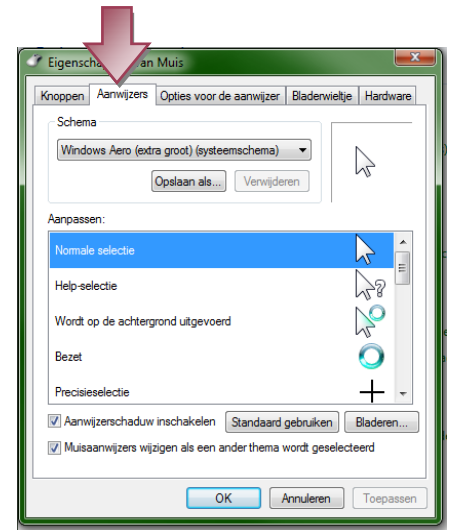 Eigenscha an Muis
Knoppen Aanwijzers Opties voor de aanwijzer Bladerwieltje Hardware
Schema
Windows Aero (extra groot) (systeemschema)
Opslaan als... Verwijderen
Aanpassen:
Normale selectie
Help-selectie
Wordt op de achtergrond uitgevoerd
Bezet
Precisieselectie
Aanwijzerschaduw inschakelen Standaard gebruiken Bladeren...
Muisaanwijzers wijzigen als een ander thema wordt geselecteerd
OK Annuleren Toepassen